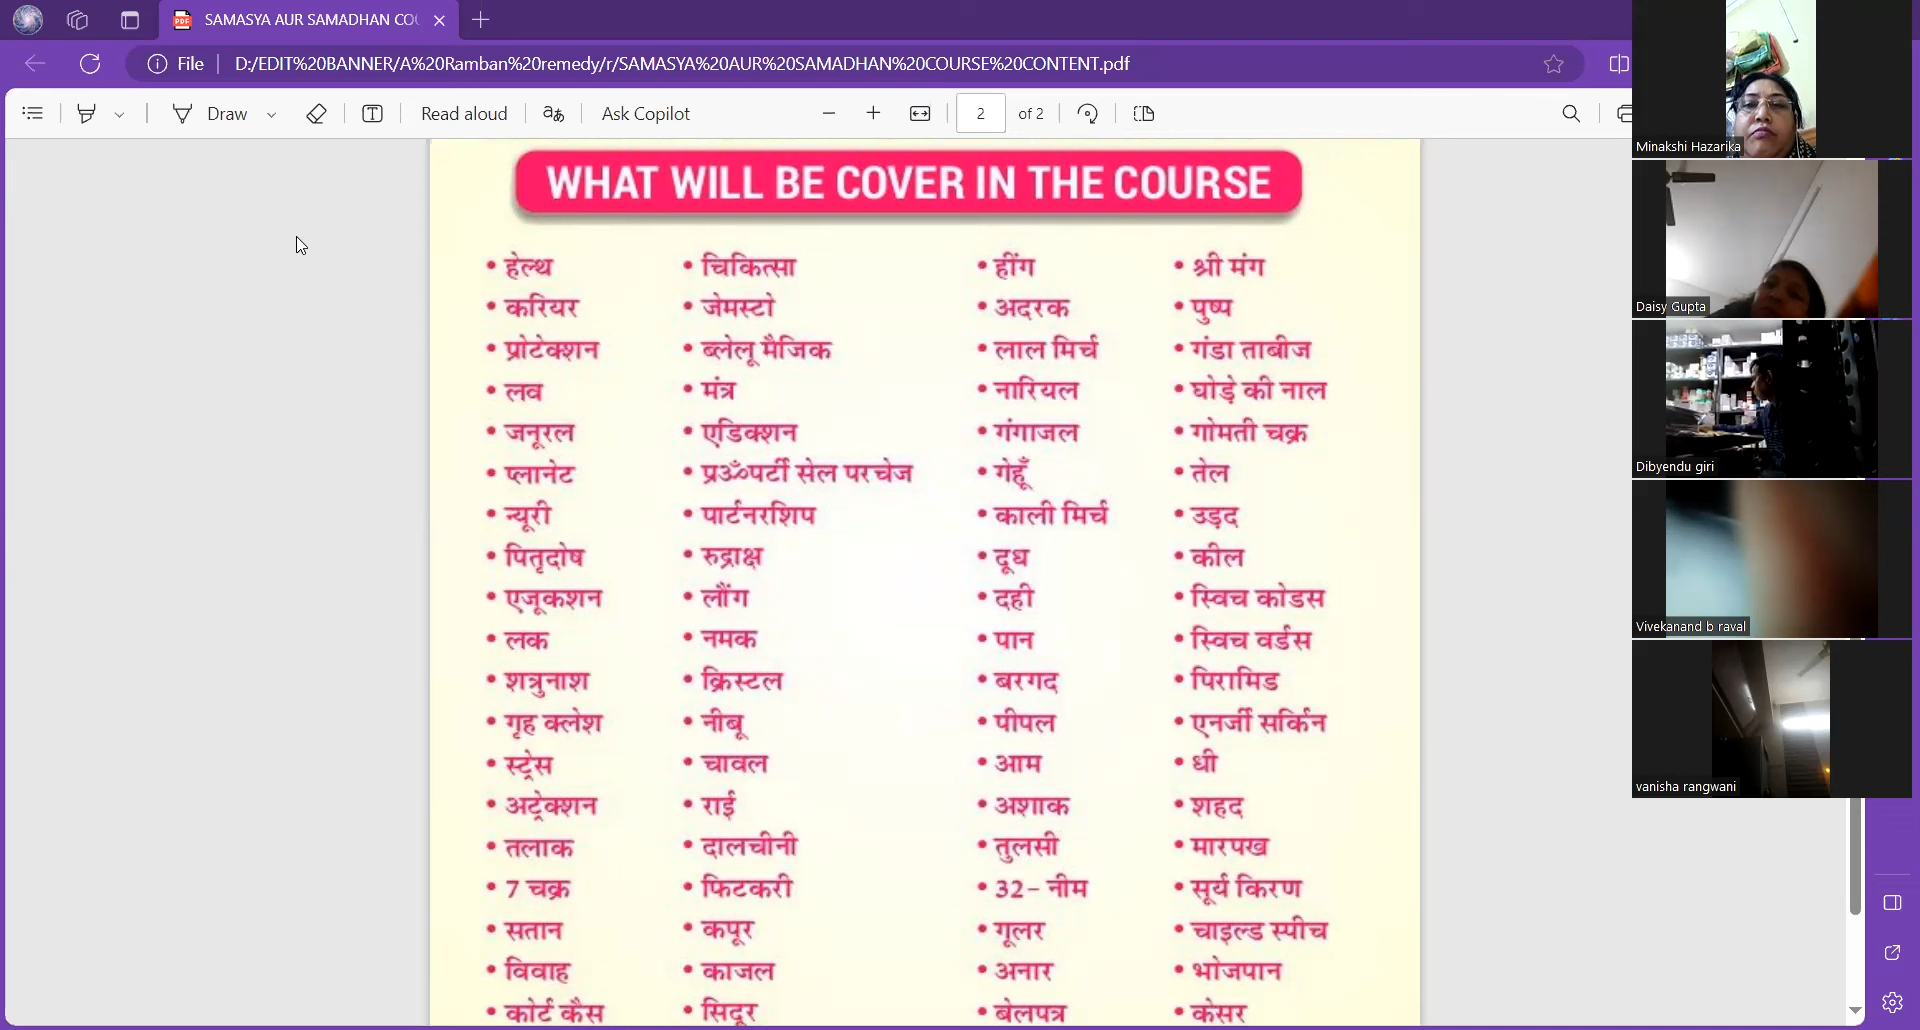 SAMASYA AUR SAMADHAN COU
File
D:/EDIT%20BANNER/A%20Ramban%20remedy/r/SAMASYA%20AUR%20SAMADHAN%20COURSE%20CONTENT.pdf
Draw
Read aloud
Ask Copilot
2 of 2
WHAT WILL BE COVER IN THE COURSE
• हेल्थ • चिकित्सा • हींग • श्री मंग
• करियर • जेमस्टो • अदरक • पुष्प
• प्रोटेक्शन • ब्लेलू मैजिक • लाल मिर्च • गंडा ताबीज
• लव • मंत्र • नारियल • घोड़े की नाल
• जनूरल • एडिक्शन • गंगाजल • गोमती चक्र
• प्लानेट • प्रॐपर्टी सेल परचेज • गेहूँ • तेल
• न्यूरी • पार्टनरशिप • काली मिर्च • उड़द
• पितृदोष • रुद्राक्ष • दूध • कील
• एजूकशन • लौंग • दही • स्विच कोडस
• लक • नमक • पान • स्विच वर्डस
• शत्रुनाश • क्रिस्टल • बरगद • पिरामिड
• गृह क्लेश • नीबू • पीपल • एनर्जी सर्किन
• स्ट्रेस • चावल • आम • धी
• अट्रेक्शन • राई • अशाक • शहद
• तलाक • दालचीनी • तुलसी • मारपख
• 7 चक्र • फिटकरी • 32- नीम • सूर्य किरण
• सतान • कपूर • गूलर • चाइल्ड स्पीच
• विवाह • काजल • अनार • भोजपान
• कोर्ट कैस • सिदूर • बेलपत्र • केसर
Minakshi Hazarika
Daisy Gupta
Dibyendu giri
Vivekanand b raval
vanisha rangwani